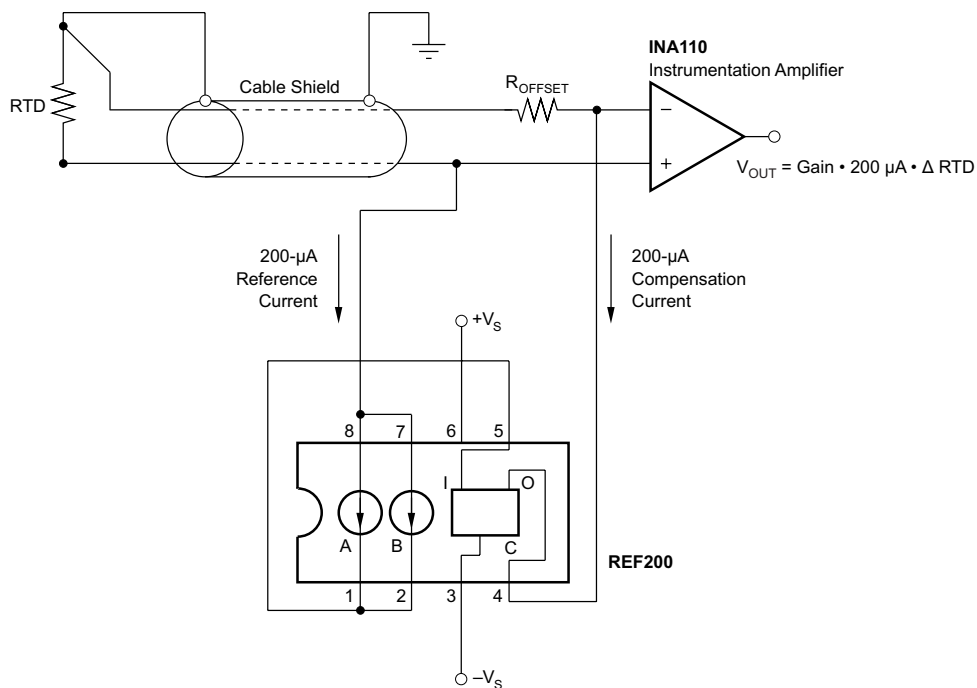 INA110
Instrumentation Amplifier
Cable Shield
R_OFFSET
RTD
−
+
V_OUT = Gain • 200 µA • Δ RTD
200-µA
Reference
Current
200-µA
Compensation
Current
+V_S
8
7
6
5
I
O
A
B
C
REF200
1
2
3
4
–V_S